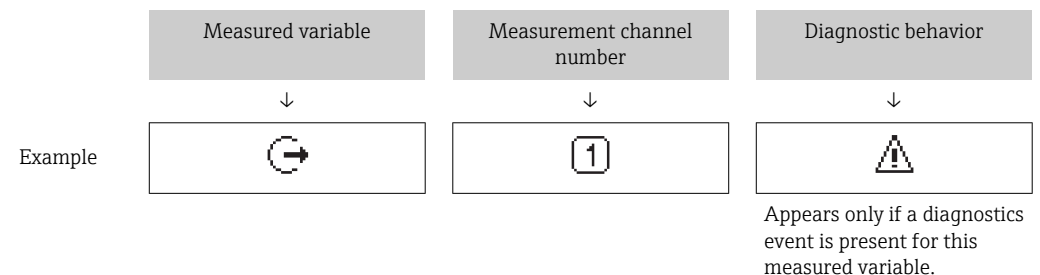 Measured variable
Measurement channel
number
Diagnostic behavior
↓
↓
↓
Example
1
Appears only if a diagnostics
event is present for this
measured variable.